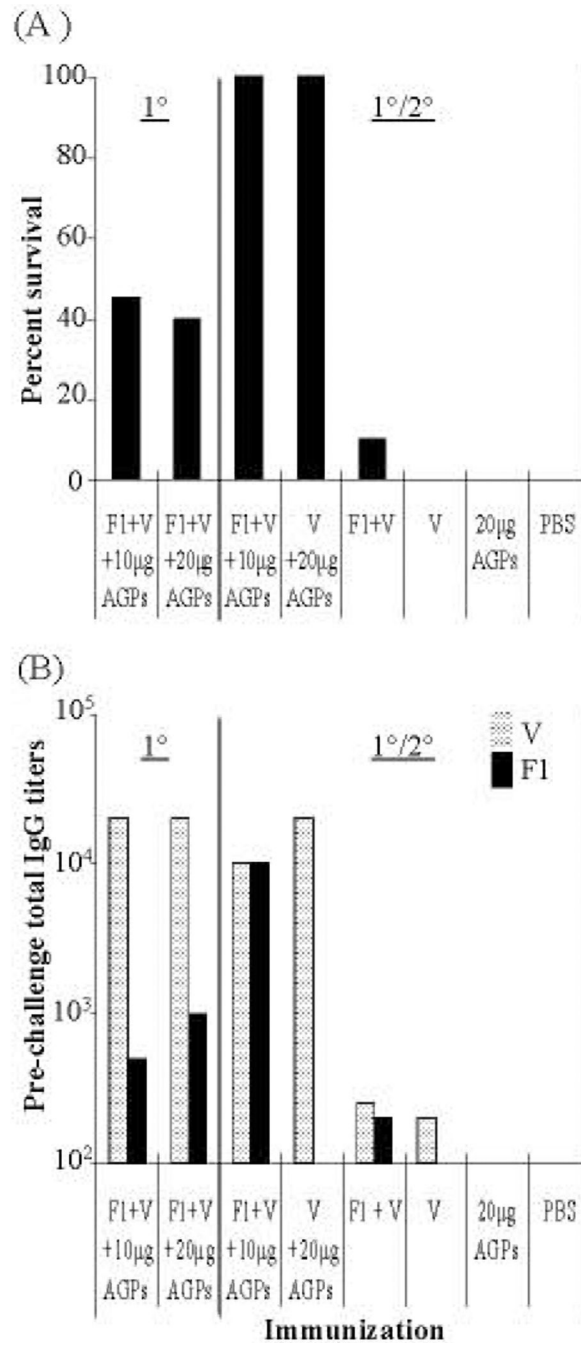 (A )
Percent survival
100
80
60
40
20
0
1°
1°/2°
F1+V +10µg AGPs
F1+V +20µg AGPs
F1+V +10µg AGPs
V +20µg AGPs
F1+V
V
20µg AGPs
PBS
(B)
Pre-challenge total IgG titers
10⁵
10⁴
10³
10²
1°
1°/2°
V
F1
F1+V +10µg AGPs
F1+V +20µg AGPs
F1+V +10µg AGPs
V +20µg AGPs
F1 + V
V
20µg AGPs
PBS
Immunization